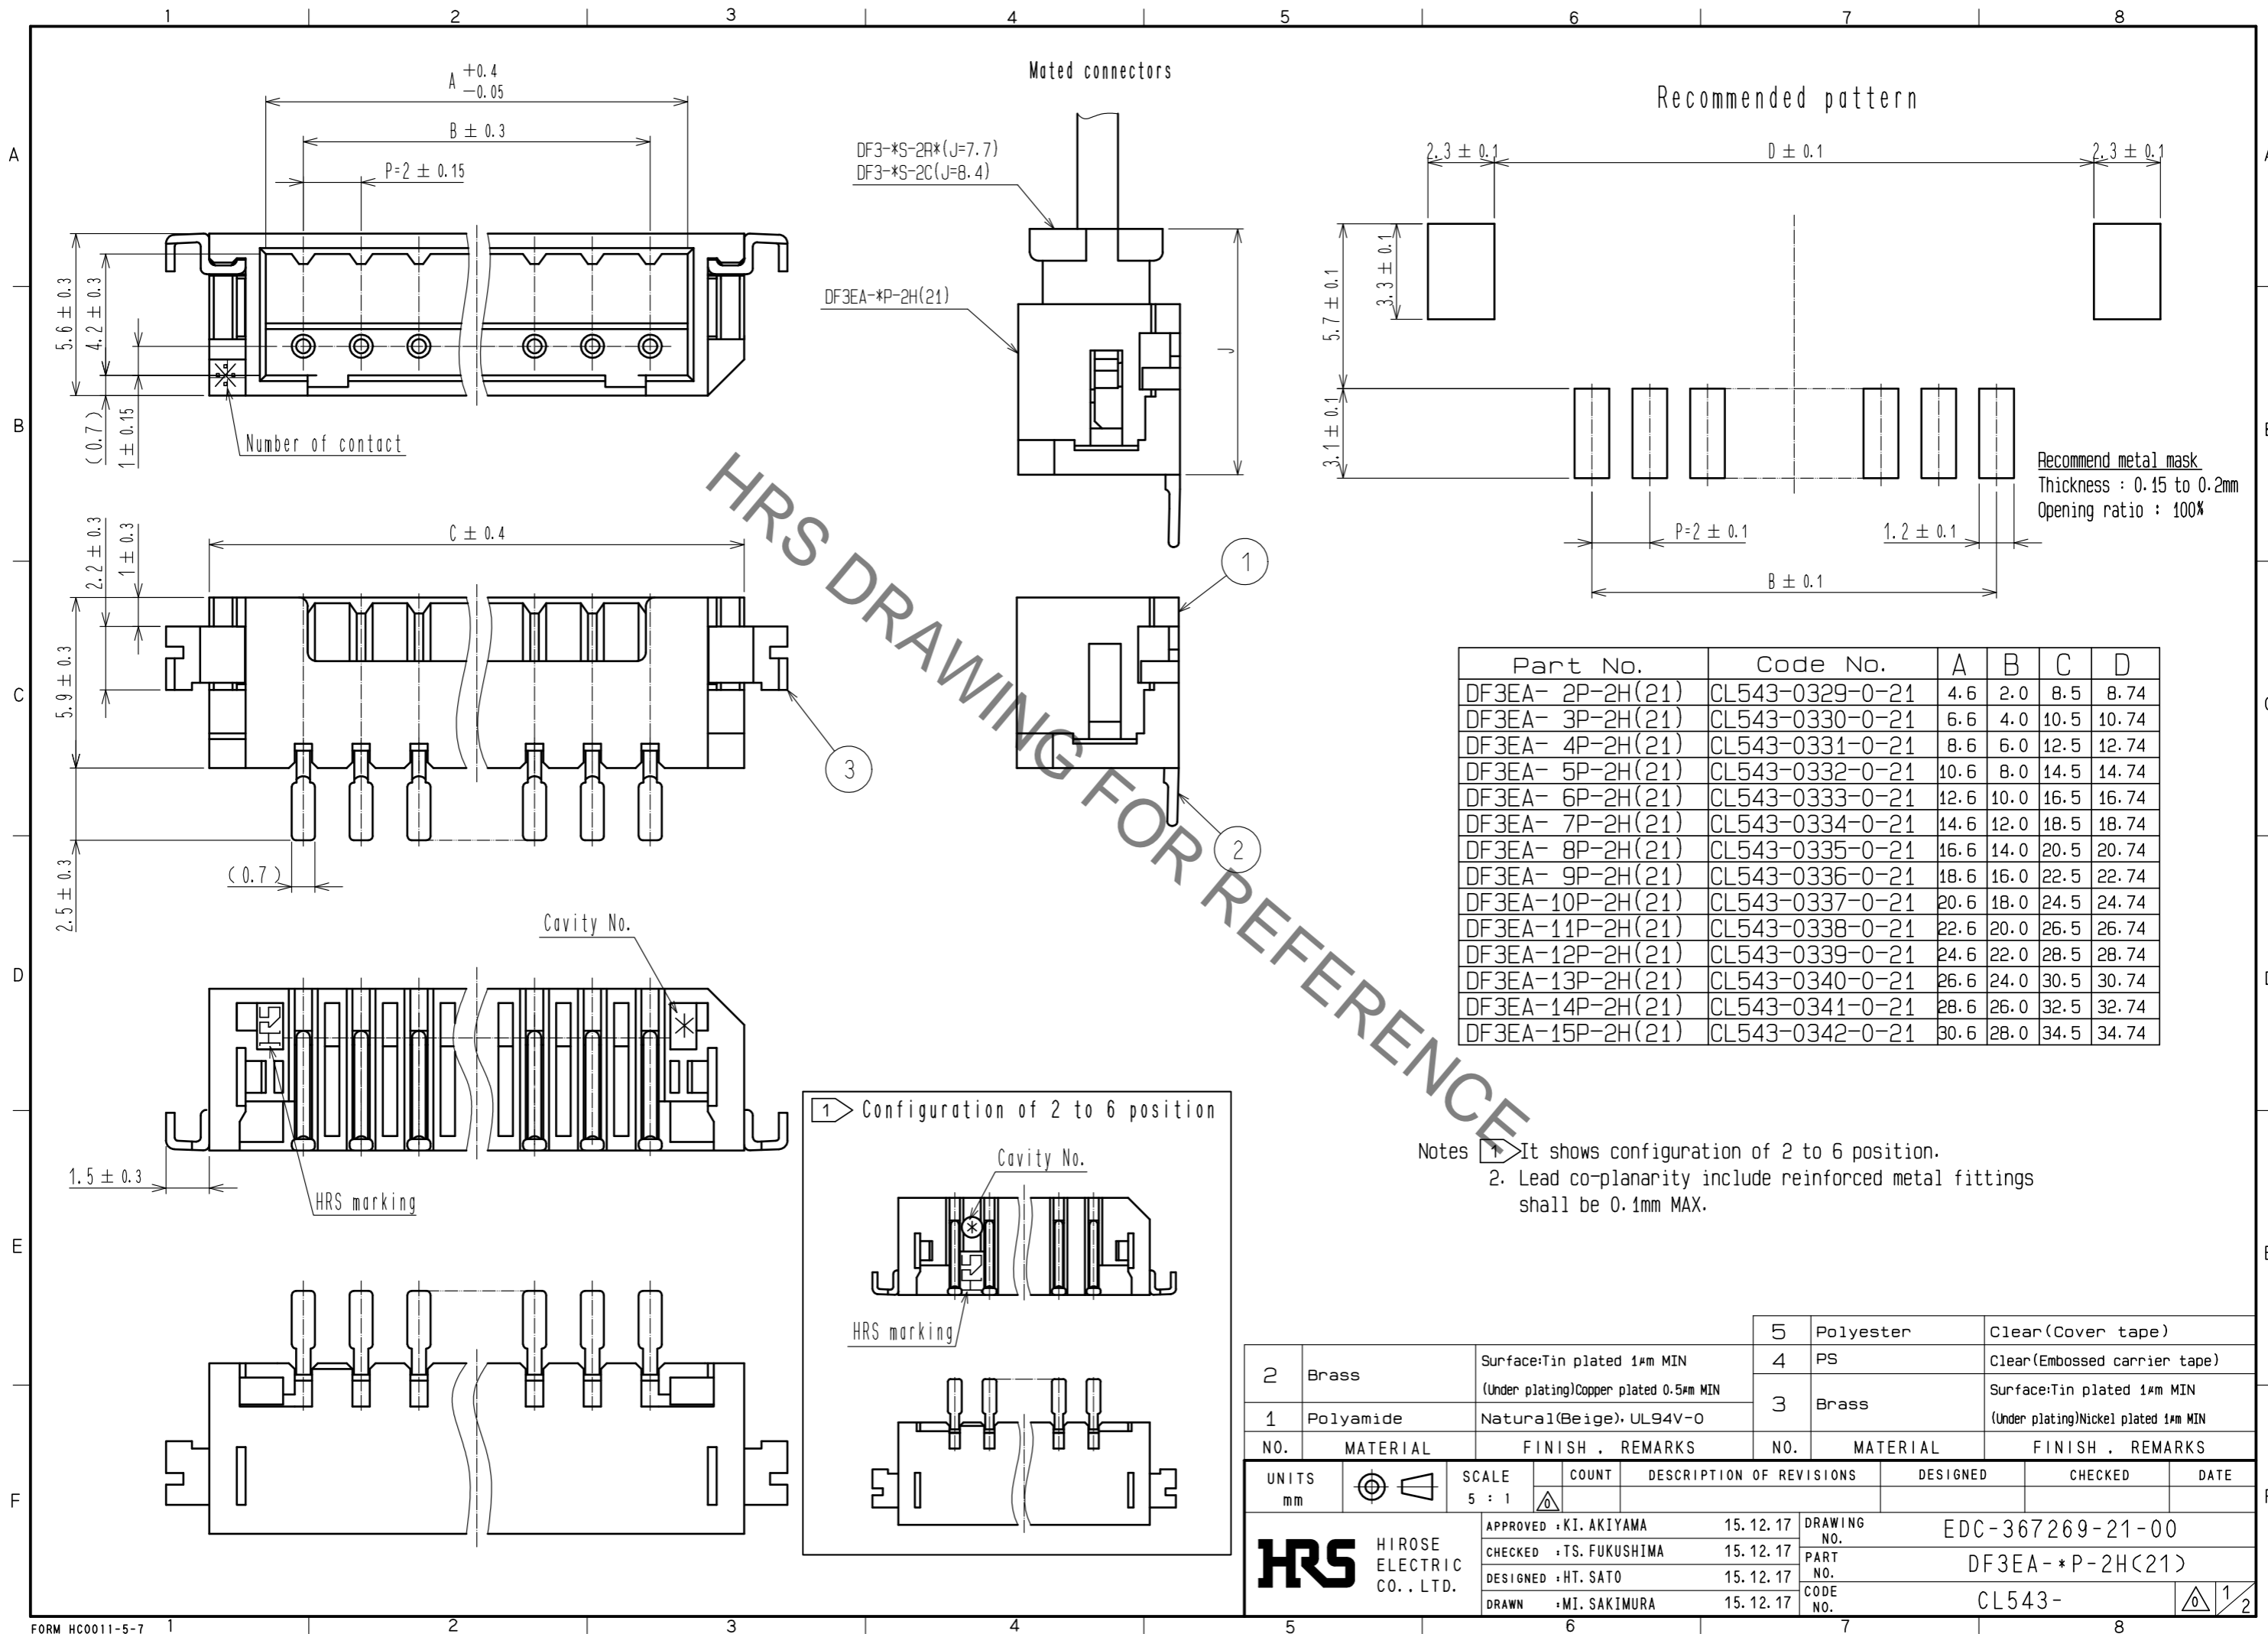 1 2 3 4 5 6 7 8
A
B
C
D
E
F
A +0.4 -0.05
B ± 0.3
P=2 ± 0.15
5.6 ± 0.3
4.2 ± 0.3
(0.7)
1 ± 0.15
Number of contact
Mated connectors
DF3-*S-2R*(J=7.7)
DF3-*S-2C(J=8.4)
DF3EA-*P-2H(21)
J
Recommended pattern
2.3 ± 0.1
D ± 0.1
2.3 ± 0.1
5.7 ± 0.1
3.3 ± 0.1
3.1 ± 0.1
P=2 ± 0.1
1.2 ± 0.1
B ± 0.1
Recommend metal mask
Thickness : 0.15 to 0.2mm
Opening ratio : 100%
C ± 0.4
2.2 ± 0.3
1 ± 0.3
5.9 ± 0.3
2.5 ± 0.3
(0.7)
1
2
3
HRS DRAWING FOR REFERENCE
Part No. Code No. A B C D
DF3EA- 2P-2H(21) CL543-0329-0-21 4.6 2.0 8.5 8.74
DF3EA- 3P-2H(21) CL543-0330-0-21 6.6 4.0 10.5 10.74
DF3EA- 4P-2H(21) CL543-0331-0-21 8.6 6.0 12.5 12.74
DF3EA- 5P-2H(21) CL543-0332-0-21 10.6 8.0 14.5 14.74
DF3EA- 6P-2H(21) CL543-0333-0-21 12.6 10.0 16.5 16.74
DF3EA- 7P-2H(21) CL543-0334-0-21 14.6 12.0 18.5 18.74
DF3EA- 8P-2H(21) CL543-0335-0-21 16.6 14.0 20.5 20.74
DF3EA- 9P-2H(21) CL543-0336-0-21 18.6 16.0 22.5 22.74
DF3EA-10P-2H(21) CL543-0337-0-21 20.6 18.0 24.5 24.74
DF3EA-11P-2H(21) CL543-0338-0-21 22.6 20.0 26.5 26.74
DF3EA-12P-2H(21) CL543-0339-0-21 24.6 22.0 28.5 28.74
DF3EA-13P-2H(21) CL543-0340-0-21 26.6 24.0 30.5 30.74
DF3EA-14P-2H(21) CL543-0341-0-21 28.6 26.0 32.5 32.74
DF3EA-15P-2H(21) CL543-0342-0-21 30.6 28.0 34.5 34.74
Cavity No.
HRS
1.5 ± 0.3
HRS marking
1 Configuration of 2 to 6 position
Cavity No.
HRS
HRS marking
Notes 1 It shows configuration of 2 to 6 position.
2. Lead co-planarity include reinforced metal fittings
shall be 0.1mm MAX.
5 Polyester Clear(Cover tape)
4 PS Clear(Embossed carrier tape)
3 Brass Surface:Tin plated 1μm MIN
(Under plating)Nickel plated 1μm MIN
2 Brass Surface:Tin plated 1μm MIN
(Under plating)Copper plated 0.5μm MIN
1 Polyamide Natural(Beige), UL94V-0
NO. MATERIAL FINISH , REMARKS NO. MATERIAL FINISH , REMARKS
UNITS
mm
SCALE
5 : 1
COUNT DESCRIPTION OF REVISIONS DESIGNED CHECKED DATE
0
HRS
HIROSE
ELECTRIC
CO., LTD.
APPROVED : KI. AKIYAMA 15.12.17
CHECKED : TS. FUKUSHIMA 15.12.17
DESIGNED : HT. SATO 15.12.17
DRAWN : MI. SAKIMURA 15.12.17
DRAWING NO. EDC-367269-21-00
PART NO. DF3EA-*P-2H(21)
CODE NO. CL543-
0 1/2
FORM HC0011-5-7
1 2 3 4 5 6 7 8